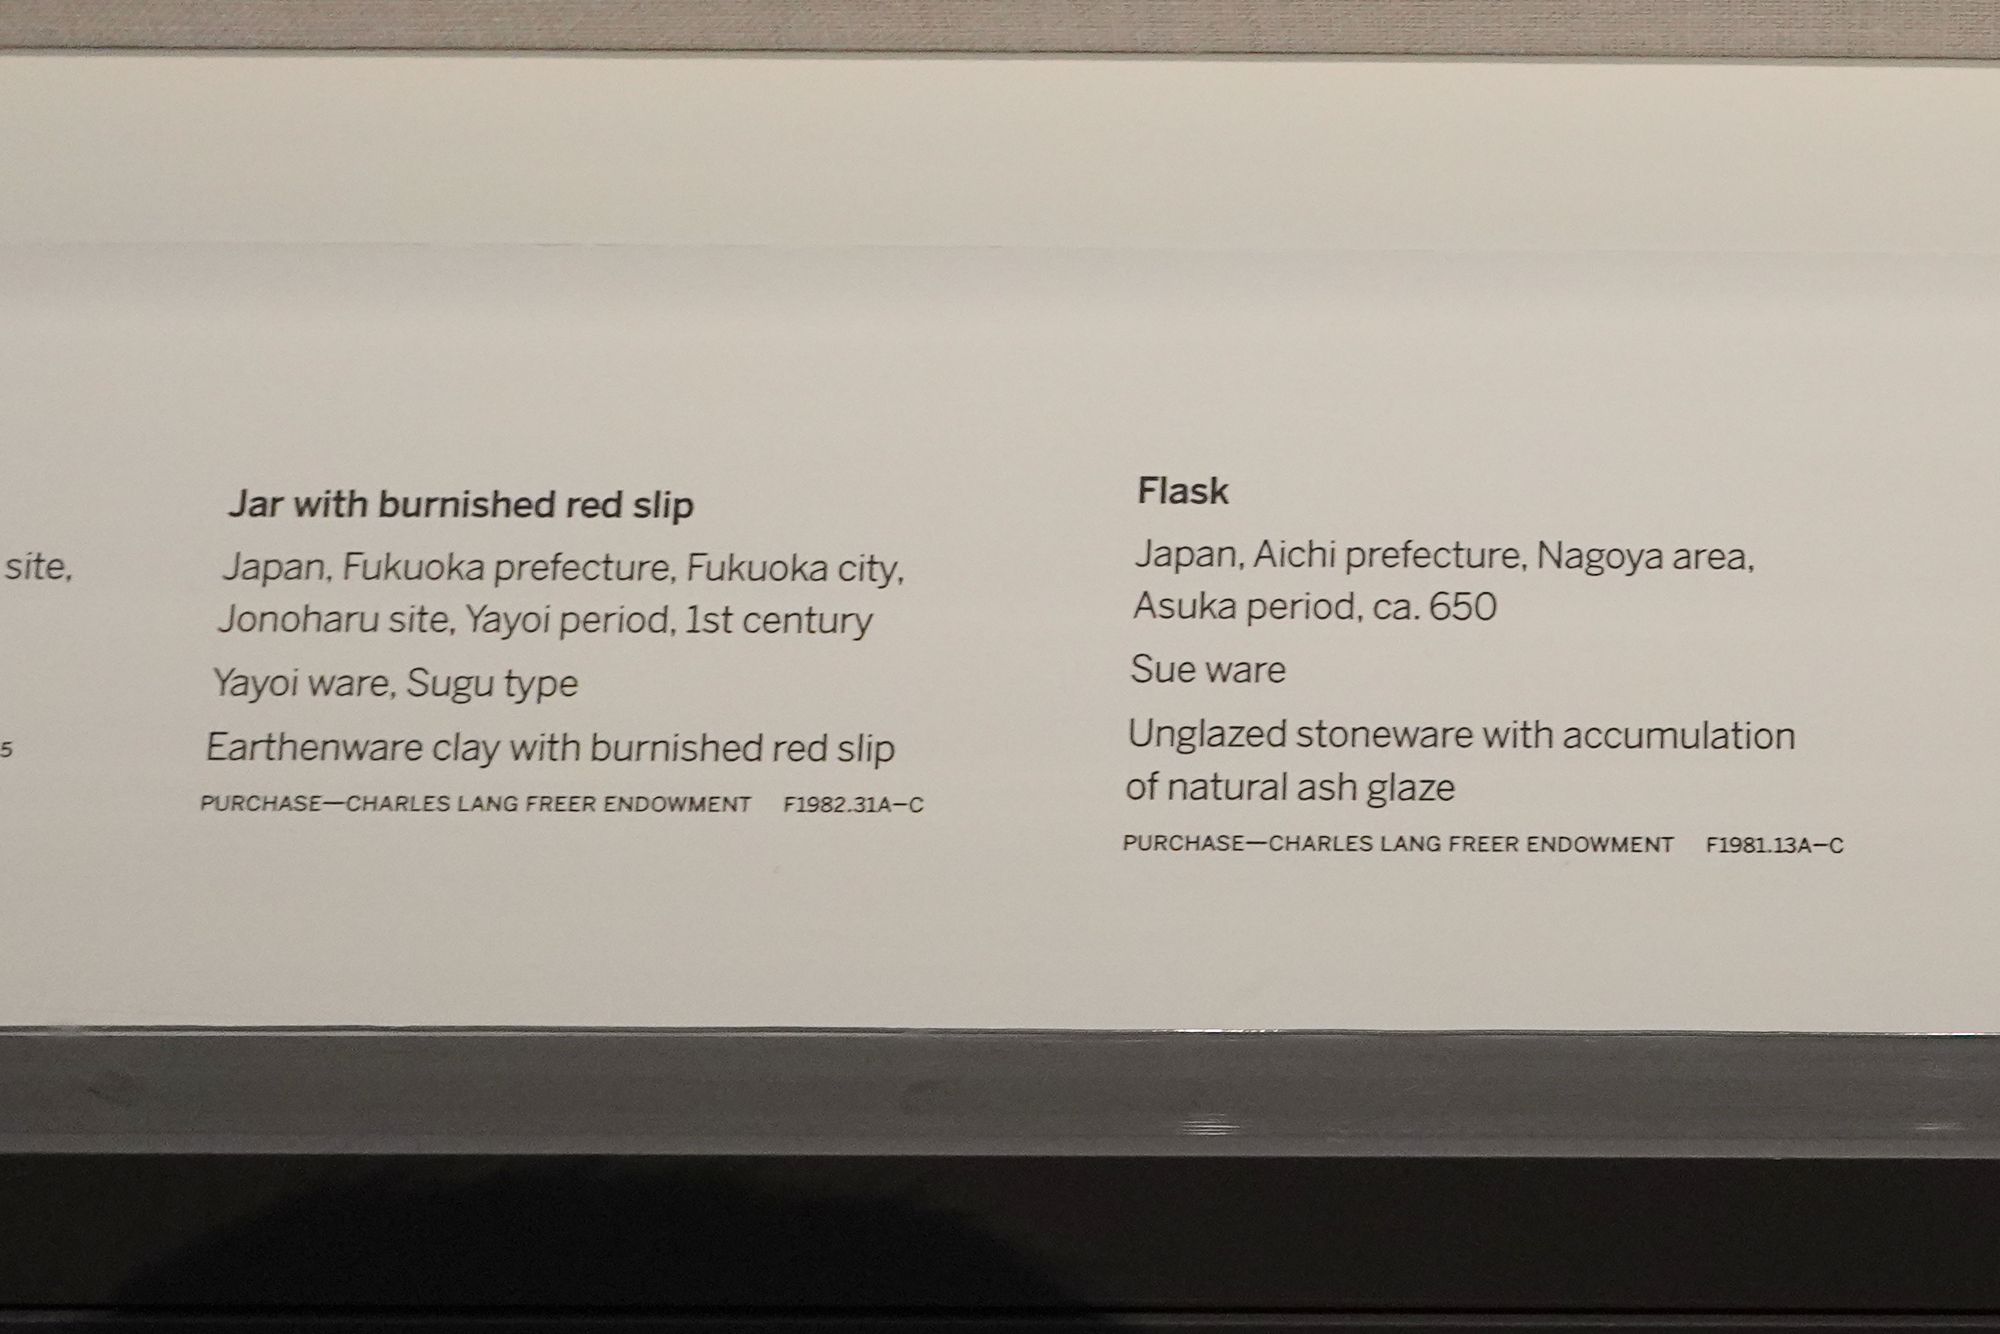 site,
5
Jar with burnished red slip
Japan, Fukuoka prefecture, Fukuoka city,
Jonoharu site, Yayoi period, 1st century
Yayoi ware, Sugu type
Earthenware clay with burnished red slip
PURCHASE—CHARLES LANG FREER ENDOWMENT F1982.31A–C
Flask
Japan, Aichi prefecture, Nagoya area,
Asuka period, ca. 650
Sue ware
Unglazed stoneware with accumulation
of natural ash glaze
PURCHASE—CHARLES LANG FREER ENDOWMENT F1981.13A–C